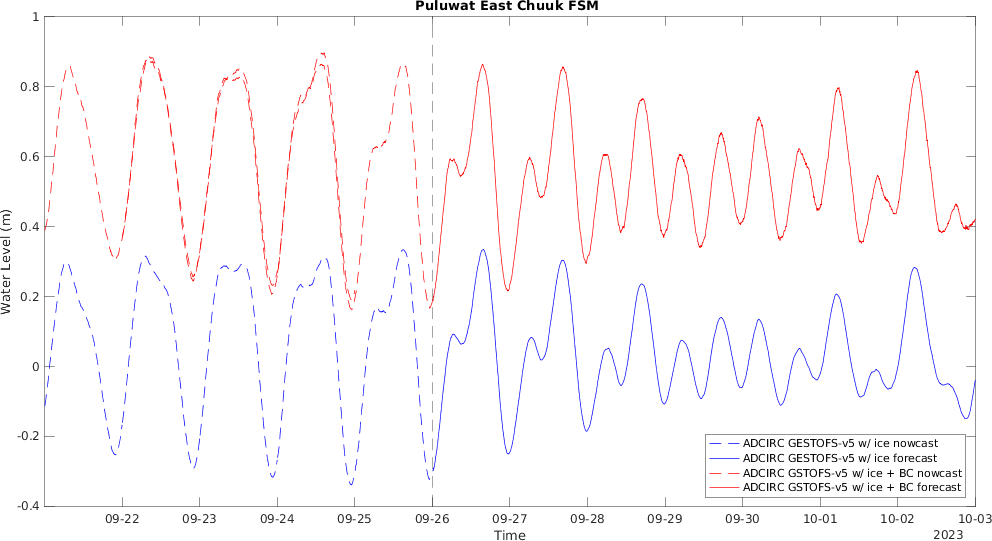 Puluwat East Chuuk FSM
Water Level (m)
1
0.8
0.6
0.4
0.2
0
-0.2
-0.4
ADCIRC GESTOFS-v5 w/ ice nowcast
ADCIRC GESTOFS-v5 w/ ice forecast
ADCIRC GSTOFS-v5 w/ ice + BC nowcast
ADCIRC GSTOFS-v5 w/ ice + BC forecast
09-22 09-23 09-24 09-25 09-26 09-27 09-28 09-29 09-30 10-01 10-02 10-03
Time
2023